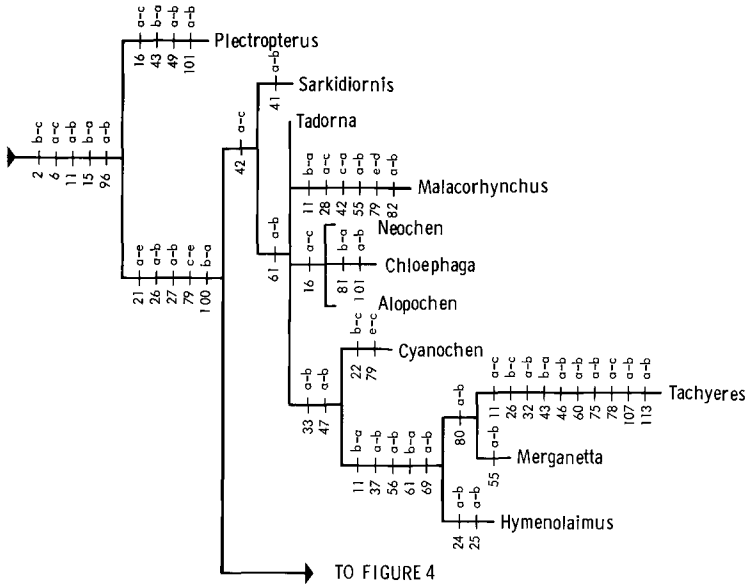 a–c b–a a–b a–b
Plectropterus
16 43 49 101
a–b
Sarkidiornis
41
b–c a–c a–b b–a a–b
2 6 11 15 96
a–c
42
Tadorna
b–a a–c c–a a–b e–d a–b
Malacorhynchus
11 28 42 55 79 82
Neochen
a–b
61
a–c b–a a–b
Chloephaga
16 81 101
a–e a–b a–b c–e b–a
21 26 27 79 100
Alopochen
b–c e–c
Cyanochen
22 79
a–b a–b
33 47
a–b
80
a–c b–c a–b b–a a–b a–b a–b a–c a–b a–b
Tachyeres
11 26 32 43 46 60 75 78 107 113
a–b
Merganetta
55
b–a a–b a–b b–a a–b
11 37 56 61 69
a–b a–b
Hymenolaimus
24 25
TO FIGURE 4